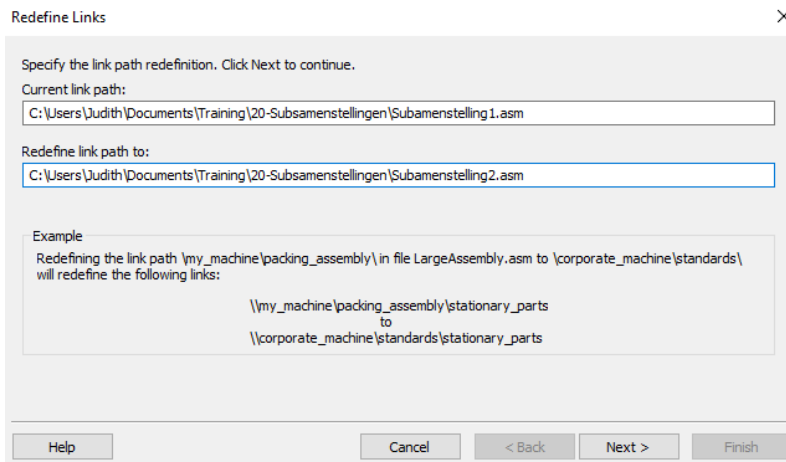 Redefine Links
Specify the link path redefinition. Click Next to continue.
Current link path:
C:\Users\Judith\Documents\Training\20-Subsamenstellingen\Subamenstelling1.asm
Redefine link path to:
C:\Users\Judith\Documents\Training\20-Subsamenstellingen\Subamenstelling2.asm
Example
Redefining the link path \my_machine\packing_assembly\ in file LargeAssembly.asm to \corporate_machine\standards\
will redefine the following links:
\\my_machine\packing_assembly\stationary_parts
to
\\corporate_machine\standards\stationary_parts
Help
Cancel
< Back
Next >
Finish